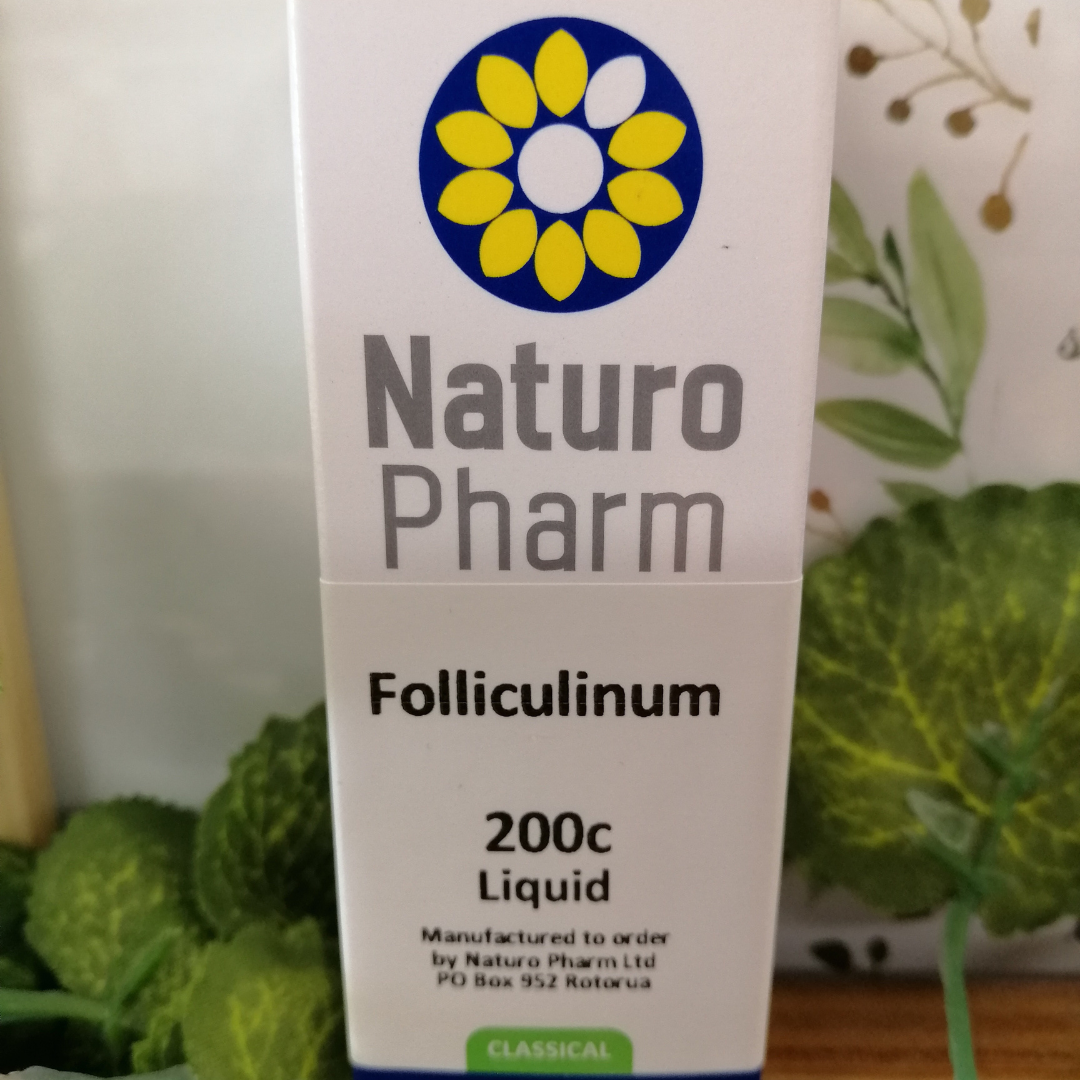 Naturo
Pharm
Folliculinum
200c
Liquid
Manufactured to order
by Naturo Pharm Ltd
PO Box 952 Rotorua
CLASSICAL